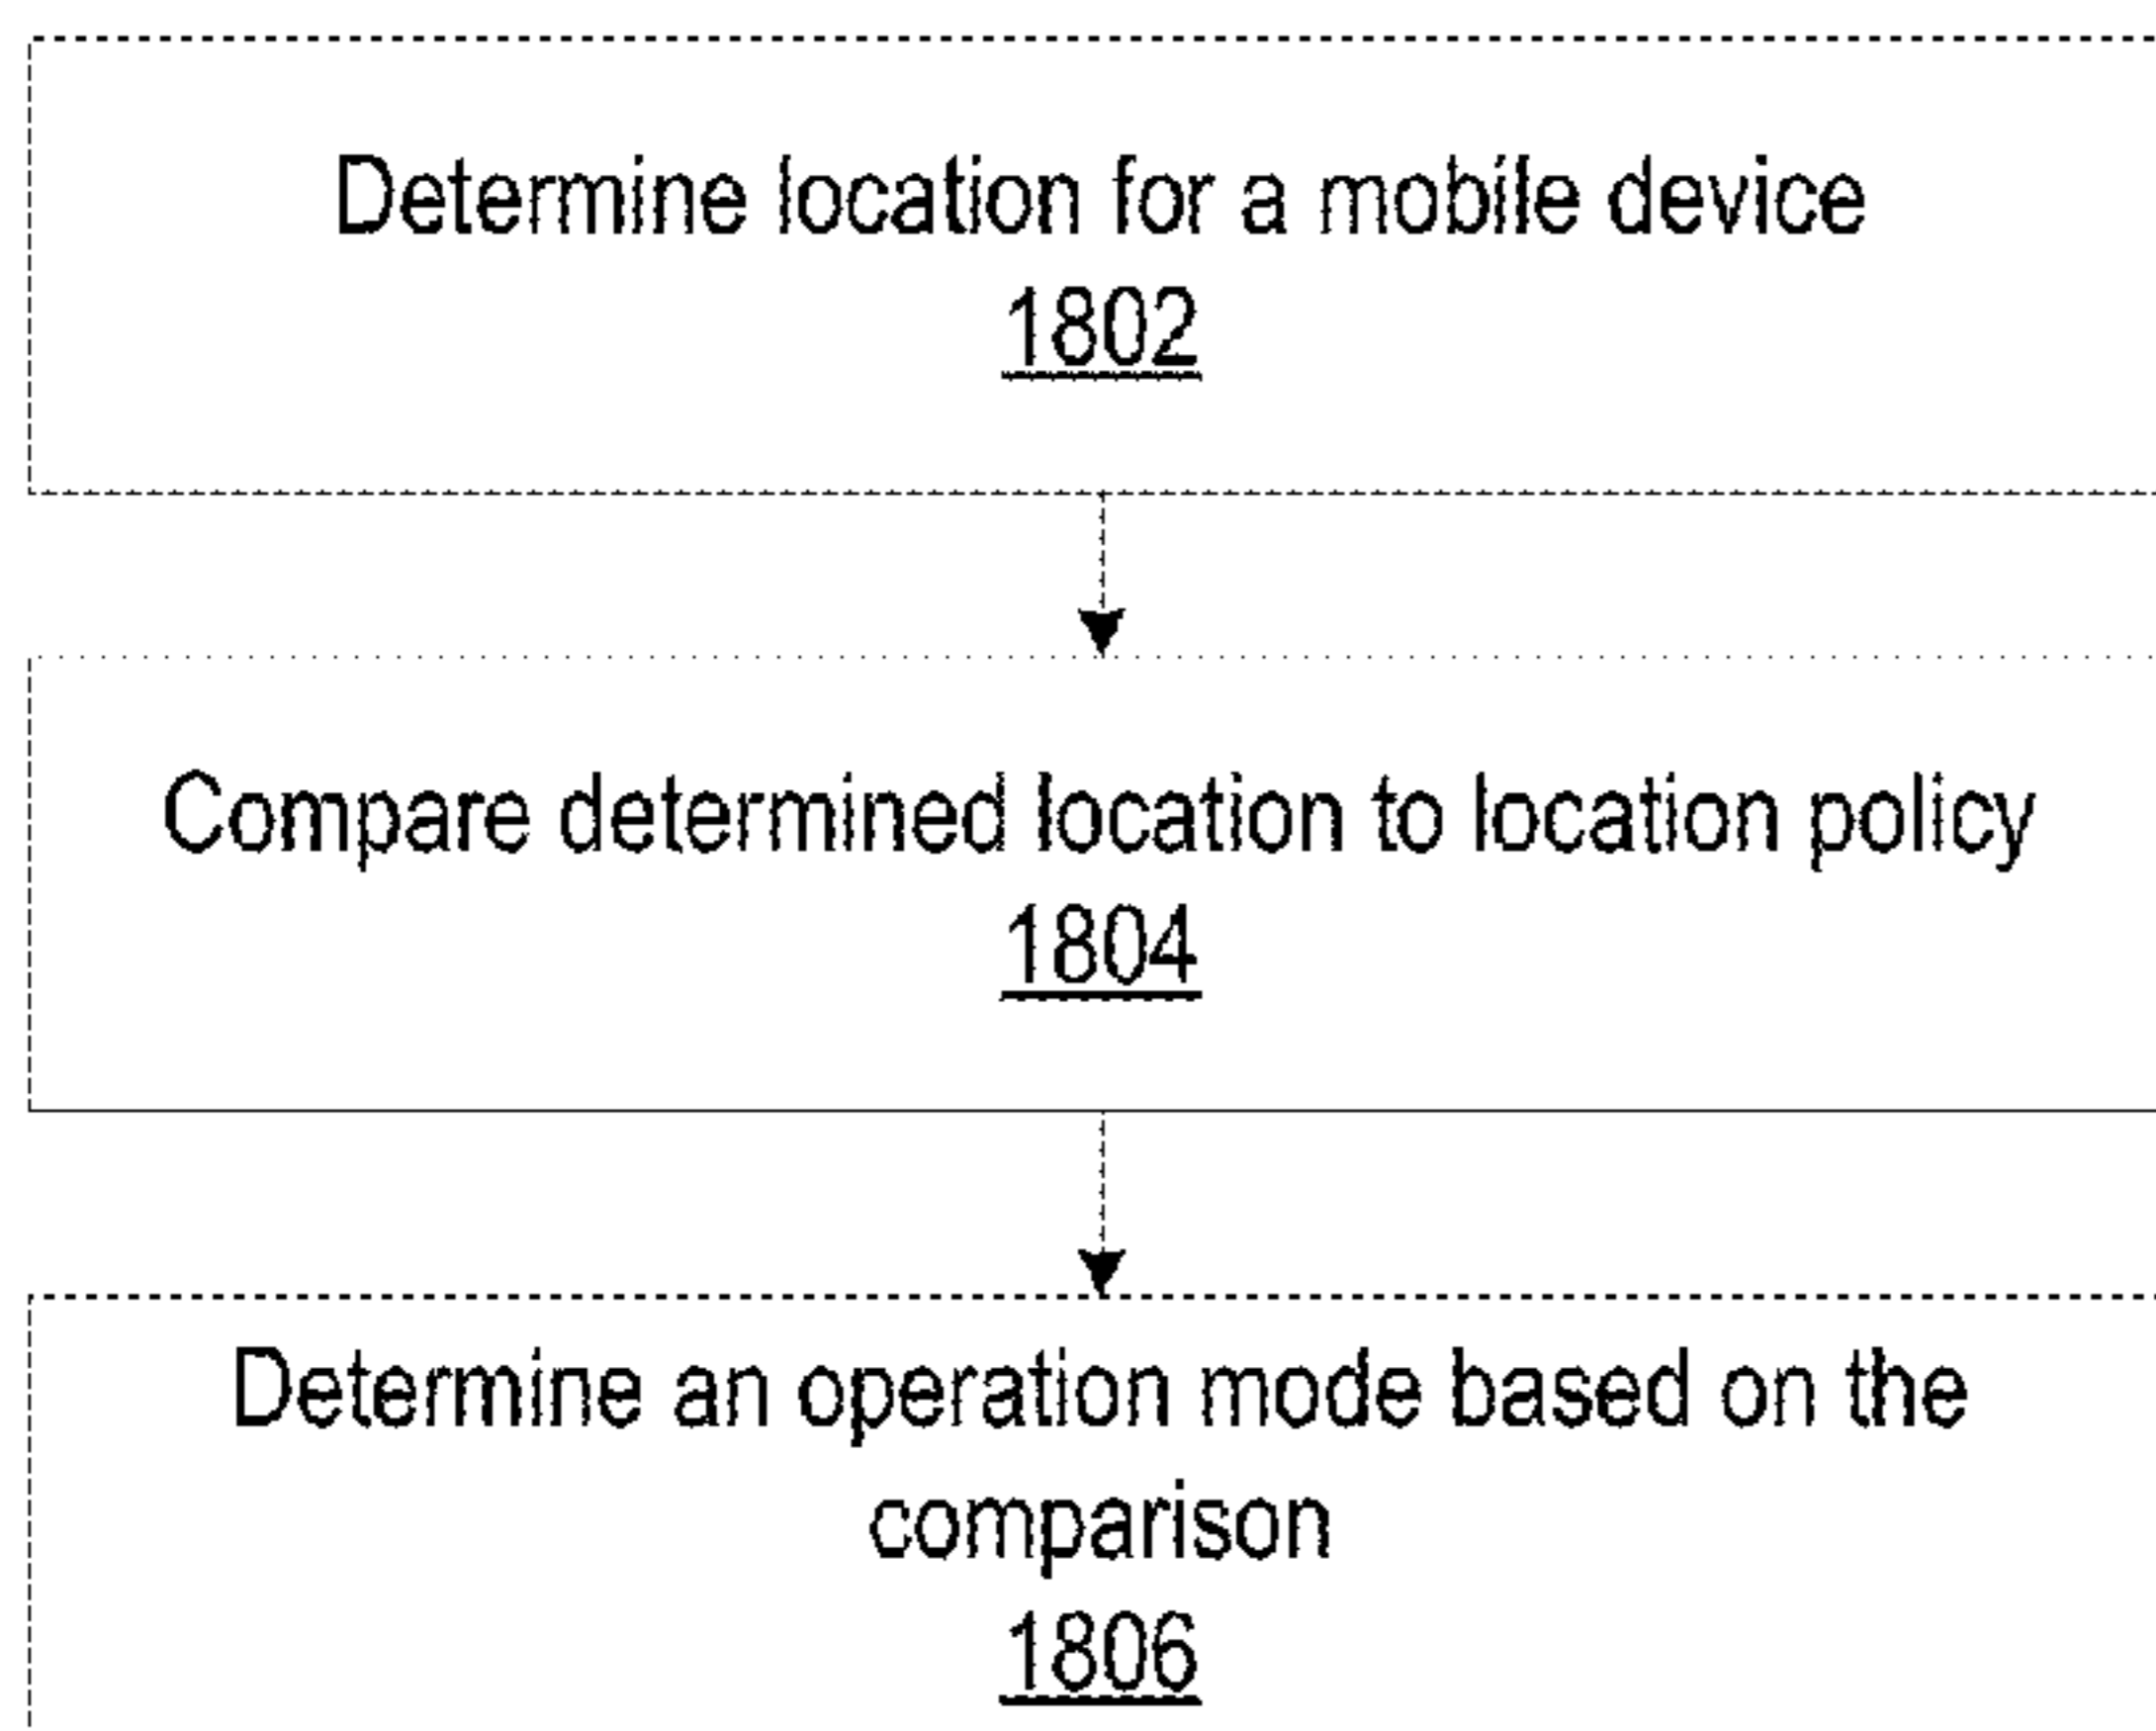 Determine location for a mobile device
1802
Compare determined location to location policy
1804
Determine an operation mode based on the
comparison
1806